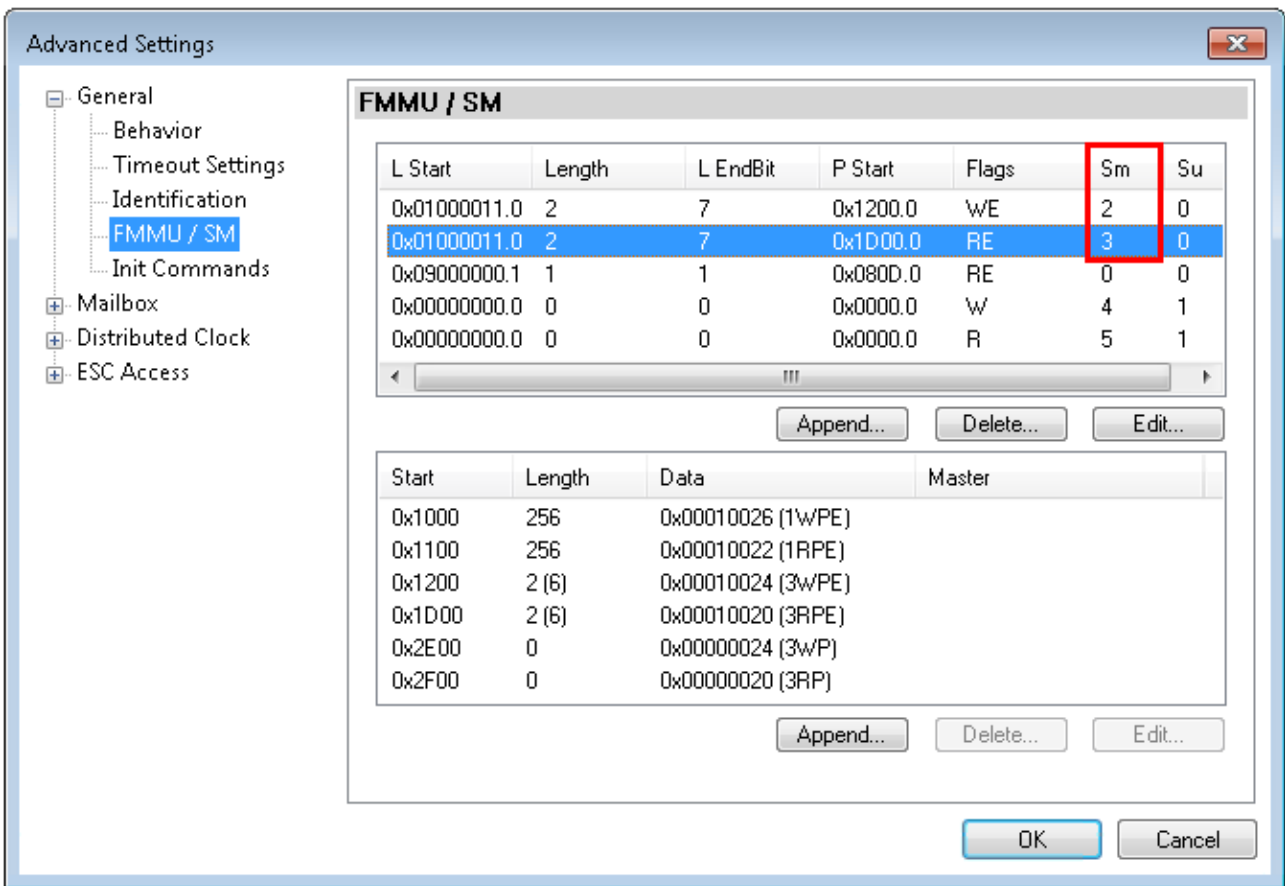 Advanced Settings
General
Behavior
Timeout Settings
Identification
FMMU / SM
Init Commands
Mailbox
Distributed Clock
ESC Access
FMMU / SM
L Start Length L EndBit P Start Flags Sm Su
0x01000011.0 2 7 0x1200.0 WE 2 0
0x01000011.0 2 7 0x1D00.0 RE 3 0
0x09000000.1 1 1 0x080D.0 RE 0 0
0x00000000.0 0 0 0x0000.0 W 4 1
0x00000000.0 0 0 0x0000.0 R 5 1
Append... Delete... Edit...
Start Length Data Master
0x1000 256 0x00010026 (1WPE)
0x1100 256 0x00010022 (1RPE)
0x1200 2 (6) 0x00010024 (3WPE)
0x1D00 2 (6) 0x00010020 (3RPE)
0x2E00 0 0x00000024 (3WP)
0x2F00 0 0x00000020 (3RP)
Append... Delete... Edit...
OK Cancel